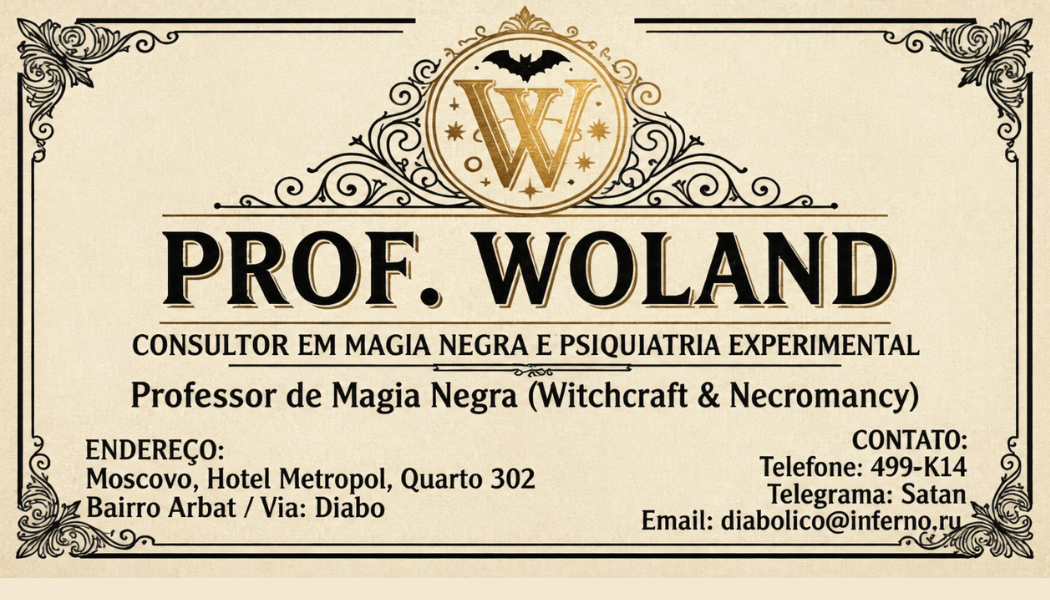 W
PROF. WOLAND
CONSULTOR EM MAGIA NEGRA E PSIQUIATRIA EXPERIMENTAL
Professor de Magia Negra (Witchcraft & Necromancy)
ENDEREÇO:
Moscovo, Hotel Metropol, Quarto 302
Bairro Arbat / Via: Diabo
CONTATO:
Telefone: 499-K14
Telegrama: Satan
Email: diabolico@inferno.ru